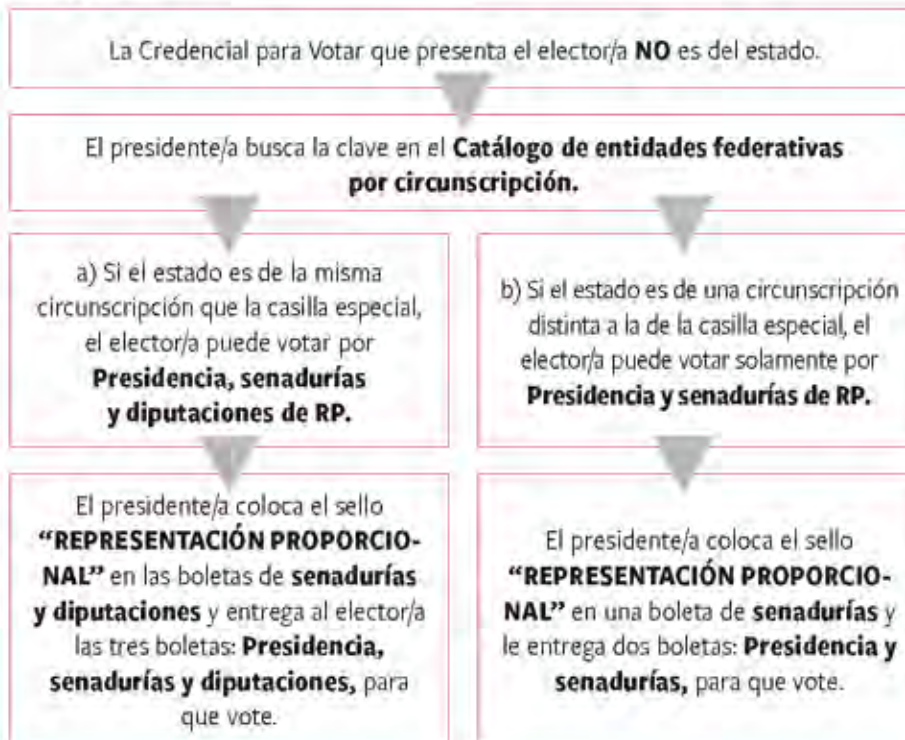 La Credencial para Votar que presenta el elector/a NO es del estado.
El presidente/a busca la clave en el Catálogo de entidades federativas
por circunscripción.
a) Si el estado es de la misma
circunscripción que la casilla especial,
el elector/a puede votar por
Presidencia, senadurías
y diputaciones de RP.
b) Si el estado es de una circunscripción
distinta a la de la casilla especial, el
elector/a puede votar solamente por
Presidencia y senadurías de RP.
El presidente/a coloca el sello
“REPRESENTACIÓN PROPORCIO-
NAL” en las boletas de senadurías
y diputaciones y entrega al elector/a
las tres boletas: Presidencia,
senadurías y diputaciones, para
que vote.
El presidente/a coloca el sello
“REPRESENTACIÓN PROPORCIO-
NAL” en una boleta de senadurías y
le entrega dos boletas: Presidencia y
senadurías, para que vote.